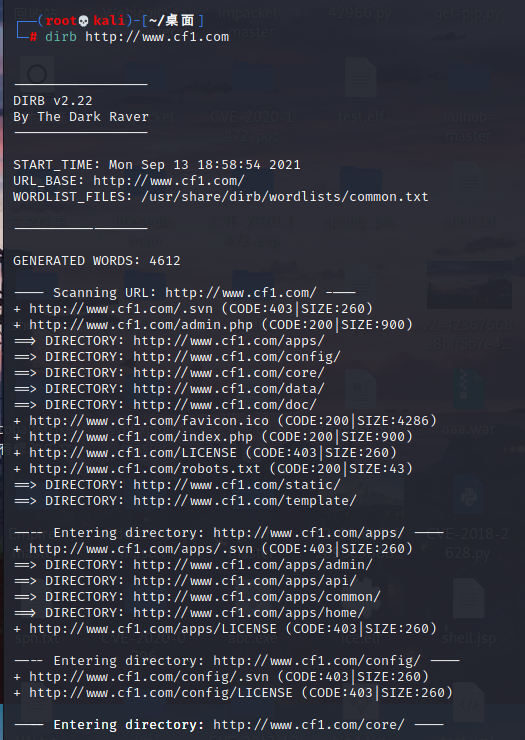 (root💀kali)-[~/桌面]
# dirb http://www.cf1.com
-----------------
DIRB v2.22
By The Dark Raver
-----------------
START_TIME: Mon Sep 13 18:58:54 2021
URL_BASE: http://www.cf1.com/
WORDLIST_FILES: /usr/share/dirb/wordlists/common.txt
-----------------
GENERATED WORDS: 4612
---- Scanning URL: http://www.cf1.com/ ----
+ http://www.cf1.com/.svn (CODE:403|SIZE:260)
+ http://www.cf1.com/admin.php (CODE:200|SIZE:900)
==> DIRECTORY: http://www.cf1.com/apps/
==> DIRECTORY: http://www.cf1.com/config/
==> DIRECTORY: http://www.cf1.com/core/
==> DIRECTORY: http://www.cf1.com/data/
==> DIRECTORY: http://www.cf1.com/doc/
+ http://www.cf1.com/favicon.ico (CODE:200|SIZE:4286)
+ http://www.cf1.com/index.php (CODE:200|SIZE:900)
+ http://www.cf1.com/LICENSE (CODE:403|SIZE:260)
+ http://www.cf1.com/robots.txt (CODE:200|SIZE:43)
==> DIRECTORY: http://www.cf1.com/static/
==> DIRECTORY: http://www.cf1.com/template/
---- Entering directory: http://www.cf1.com/apps/ ----
+ http://www.cf1.com/apps/.svn (CODE:403|SIZE:260)
==> DIRECTORY: http://www.cf1.com/apps/admin/
==> DIRECTORY: http://www.cf1.com/apps/api/
==> DIRECTORY: http://www.cf1.com/apps/common/
==> DIRECTORY: http://www.cf1.com/apps/home/
+ http://www.cf1.com/apps/LICENSE (CODE:403|SIZE:260)
---- Entering directory: http://www.cf1.com/config/ ----
+ http://www.cf1.com/config/.svn (CODE:403|SIZE:260)
+ http://www.cf1.com/config/LICENSE (CODE:403|SIZE:260)
---- Entering directory: http://www.cf1.com/core/ ----
shell.jsp